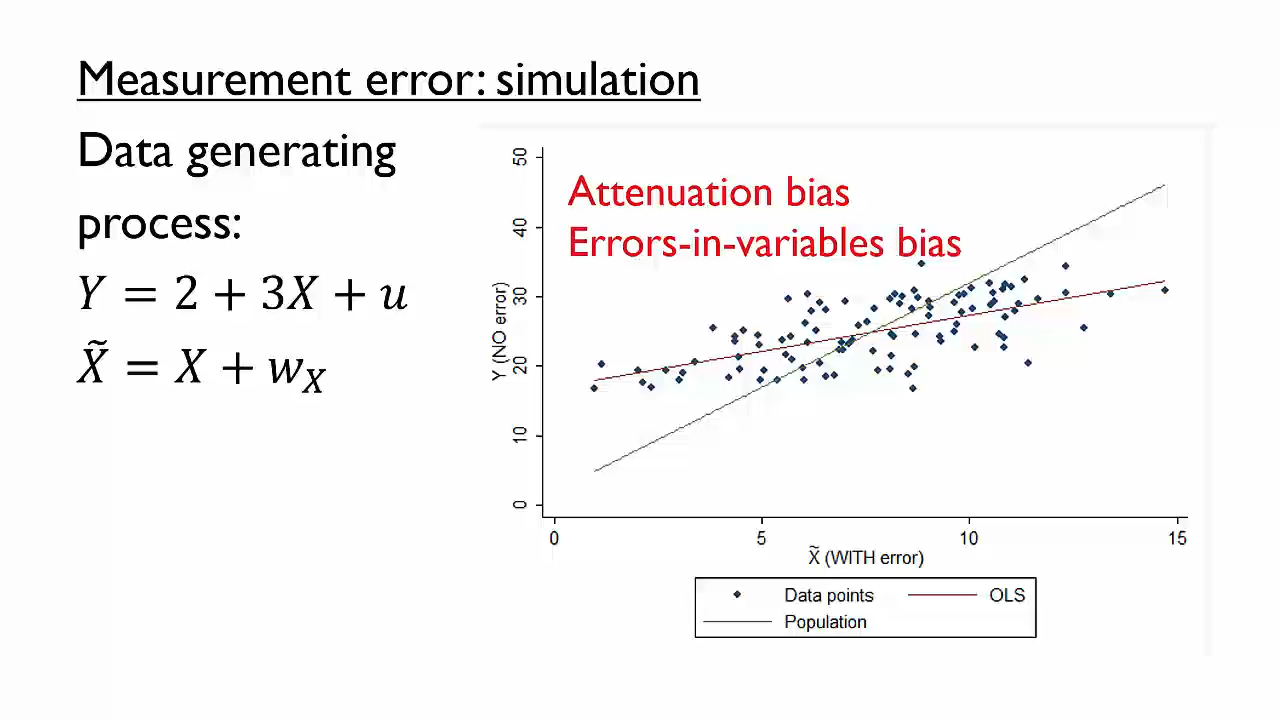 Measurement error: simulation
Data generating
process:
Y = 2 + 3X + u
X̃ = X + w_X
Attenuation bias
Errors-in-variables bias
Y (NO error)
50
40
30
20
10
0
0 5 10 15
X̃ (WITH error)
Data points OLS
Population